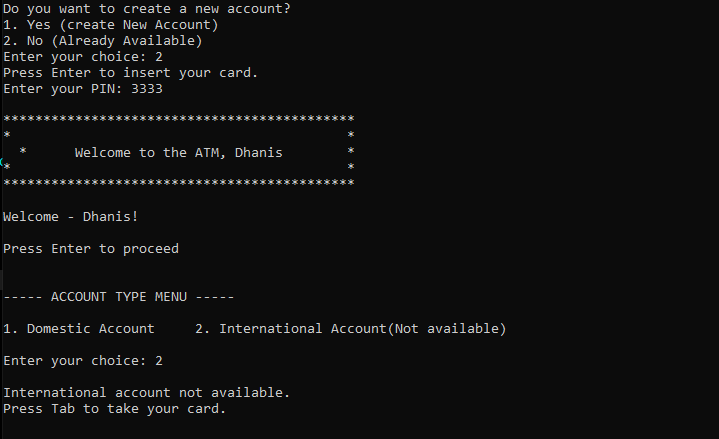 Do you want to create a new account?
1. Yes (create New Account)
2. No (Already Available)
Enter your choice: 2
Press Enter to insert your card.
Enter your PIN: 3333
********************************************
*                                          *
  *      Welcome to the ATM, Dhanis        *
*                                          *
********************************************
Welcome - Dhanis!
Press Enter to proceed
----- ACCOUNT TYPE MENU -----
1. Domestic Account     2. International Account(Not available)
Enter your choice: 2
International account not available.
Press Tab to take your card.